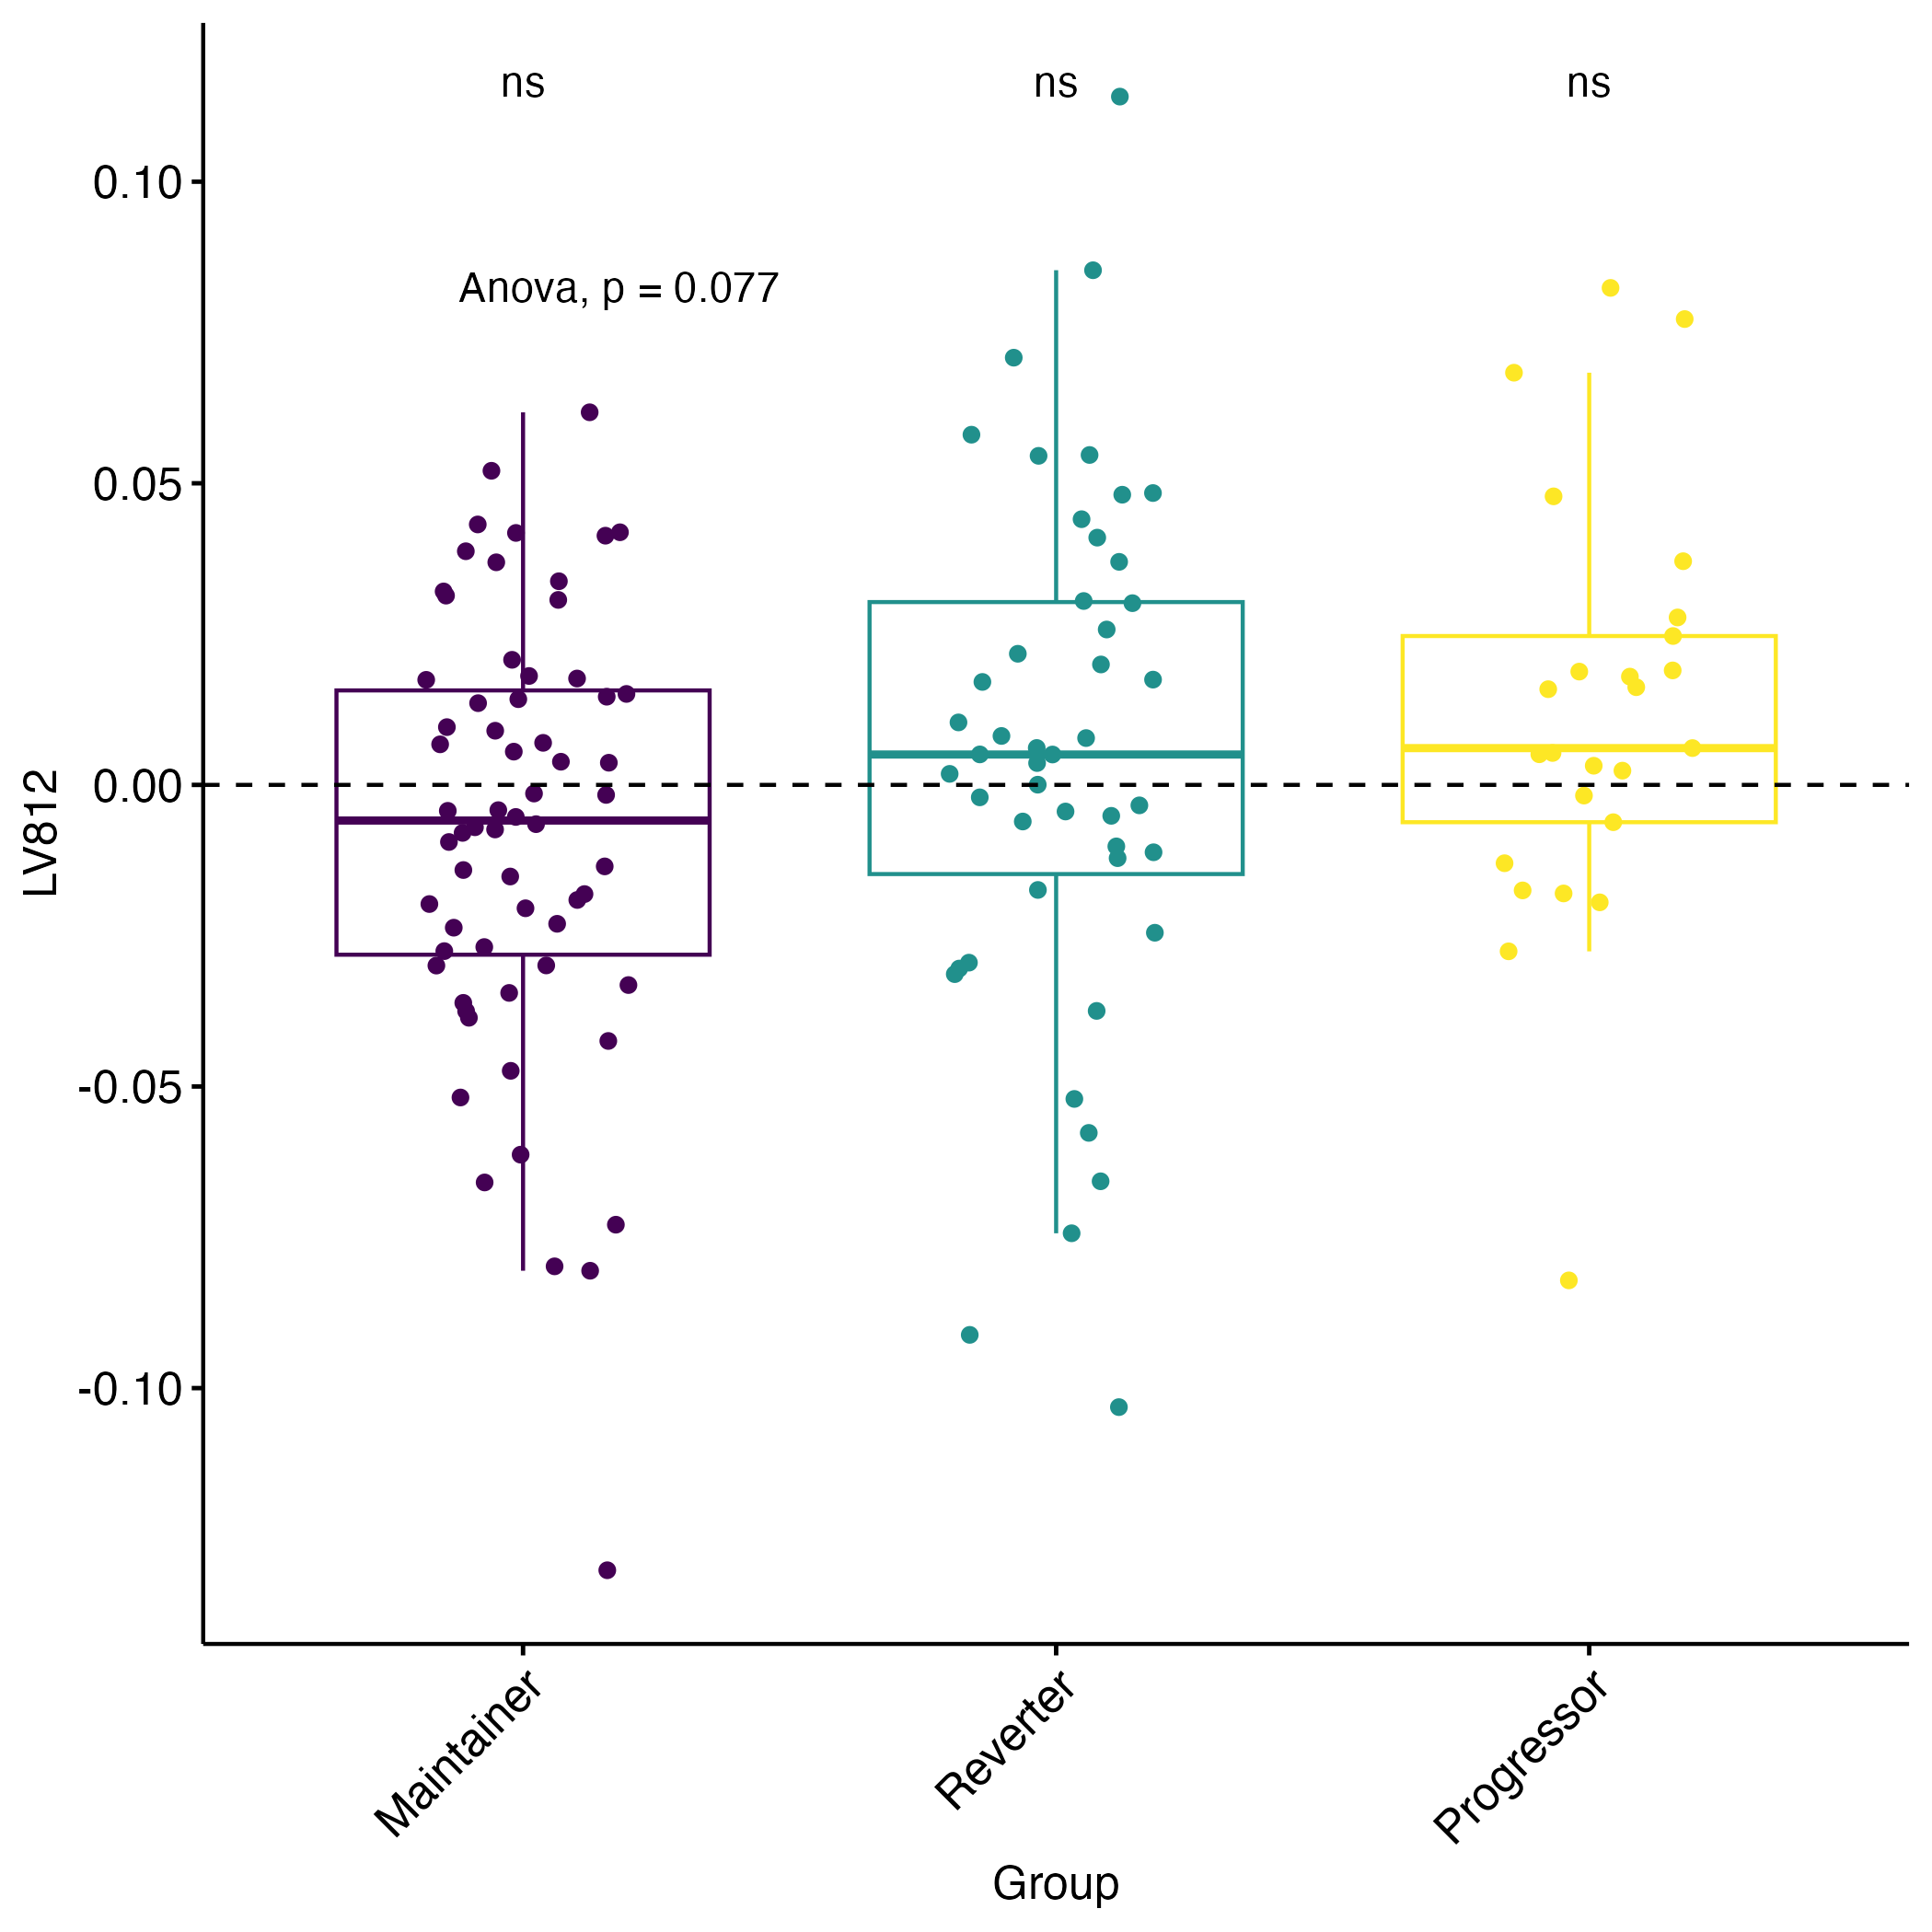 ns ns ns
0.10
Anova, p = 0.077
0.05
0.00
-0.05
-0.10
LV812
Maintainer Reverter Progressor
Group